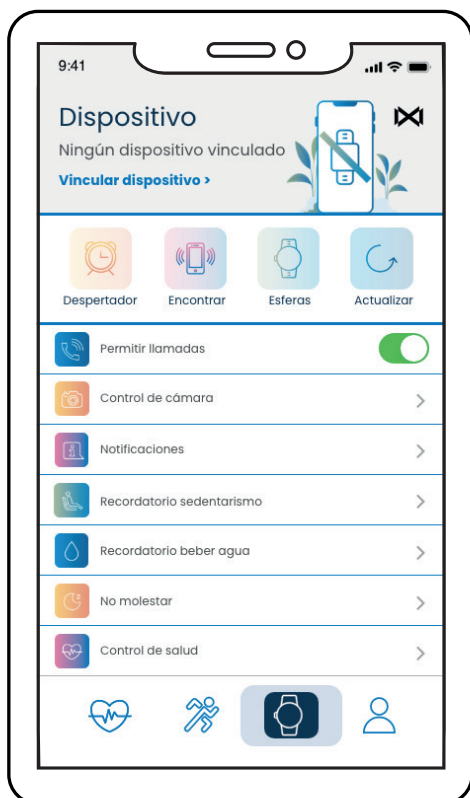 9:41
Dispositivo
Ningún dispositivo vinculado
Vincular dispositivo >
Despertador
Encontrar
Esferas
Actualizar
Permitir llamadas
Control de cámara
Notificaciones
Recordatorio sedentarismo
Recordatorio beber agua
No molestar
Control de salud